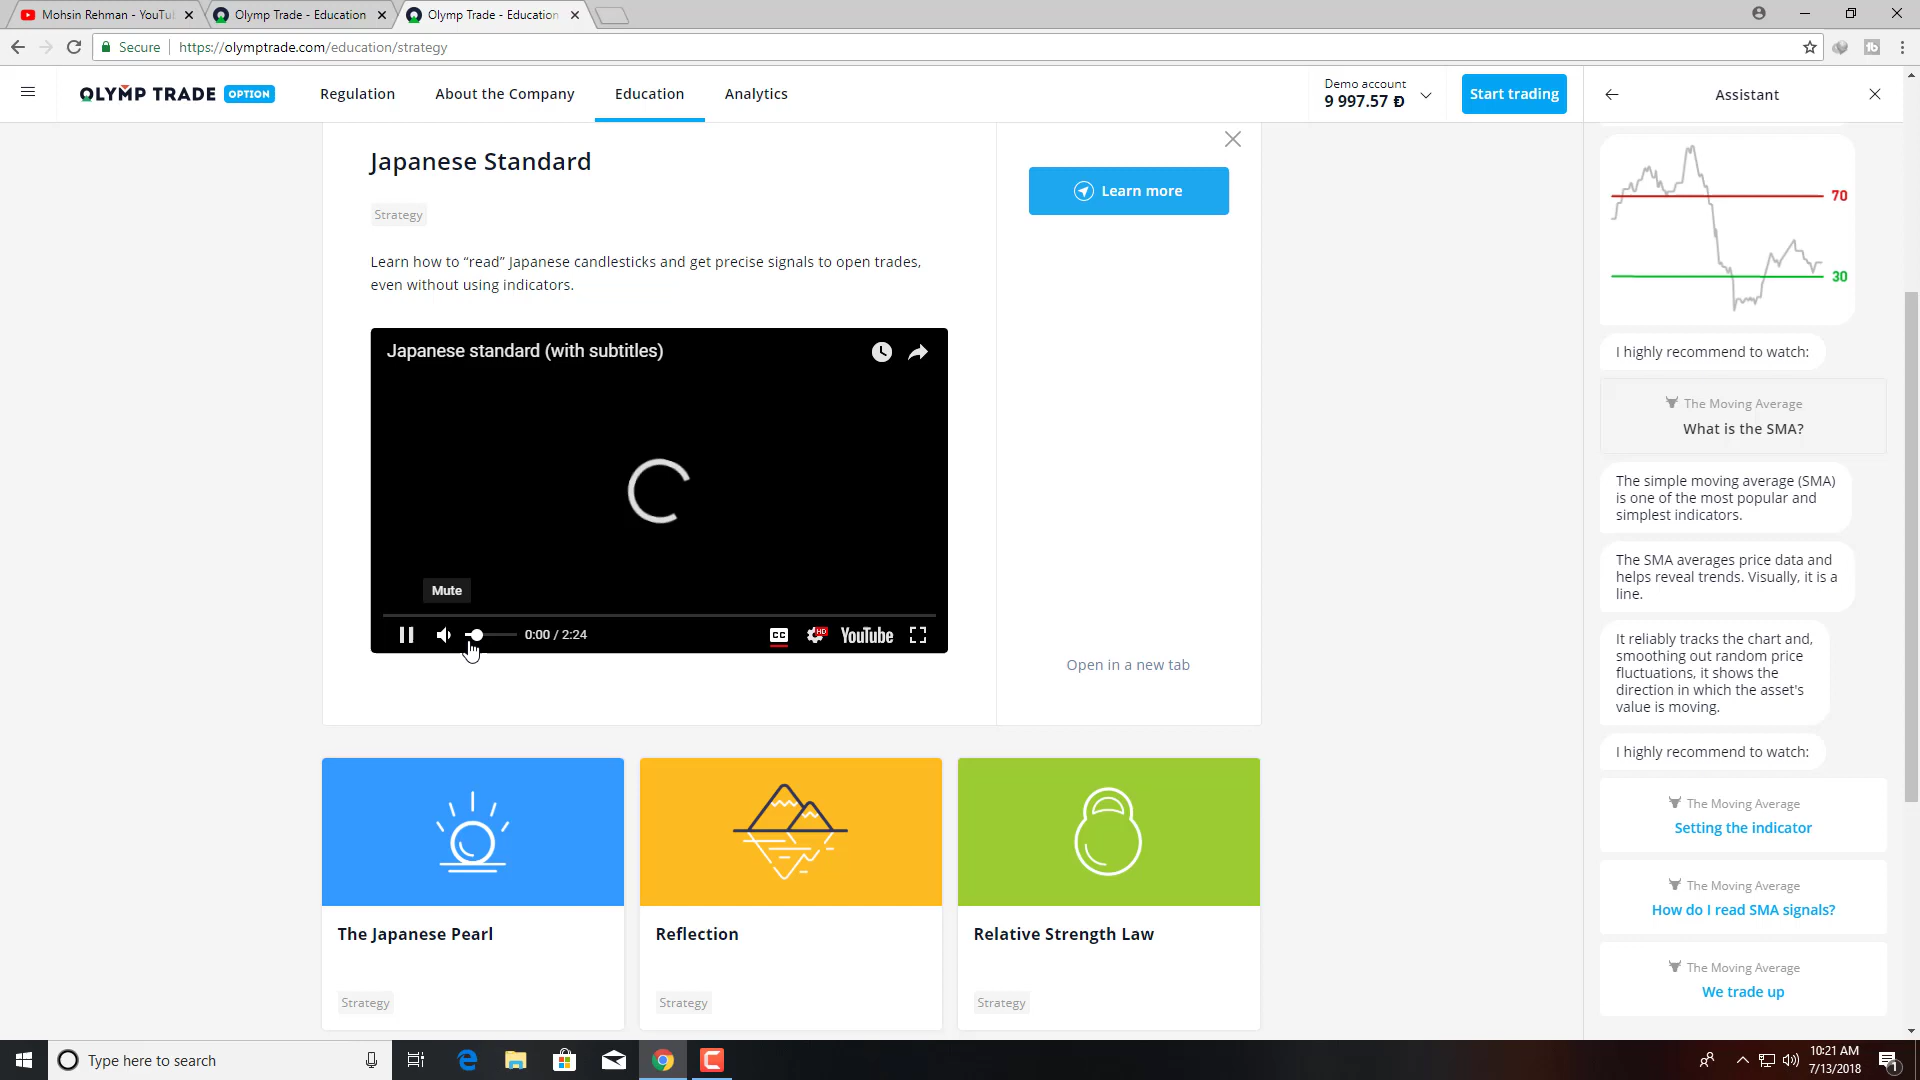 Mohsin Rehman - YouTu
Olymp Trade - Education
Olymp Trade - Education
Secure
https://olymptrade.com/education/strategy
OLYMP TRADE OPTION
Regulation
About the Company
Education
Analytics
Demo account
9 997.57 Đ
Start trading
Assistant
Japanese Standard
Strategy
Learn how to “read” Japanese candlesticks and get precise signals to open trades,
even without using indicators.
Learn more
Open in a new tab
Japanese standard (with subtitles)
Mute
0:00 / 2:24
CC
HD
YouTube
The Japanese Pearl
Strategy
Reflection
Strategy
Relative Strength Law
Strategy
70
30
I highly recommend to watch:
The Moving Average
What is the SMA?
The simple moving average (SMA)
is one of the most popular and
simplest indicators.
The SMA averages price data and
helps reveal trends. Visually, it is a
line.
It reliably tracks the chart and,
smoothing out random price
fluctuations, it shows the
direction in which the asset's
value is moving.
I highly recommend to watch:
The Moving Average
Setting the indicator
The Moving Average
How do I read SMA signals?
The Moving Average
We trade up
Type here to search
10:21 AM
7/13/2018
1